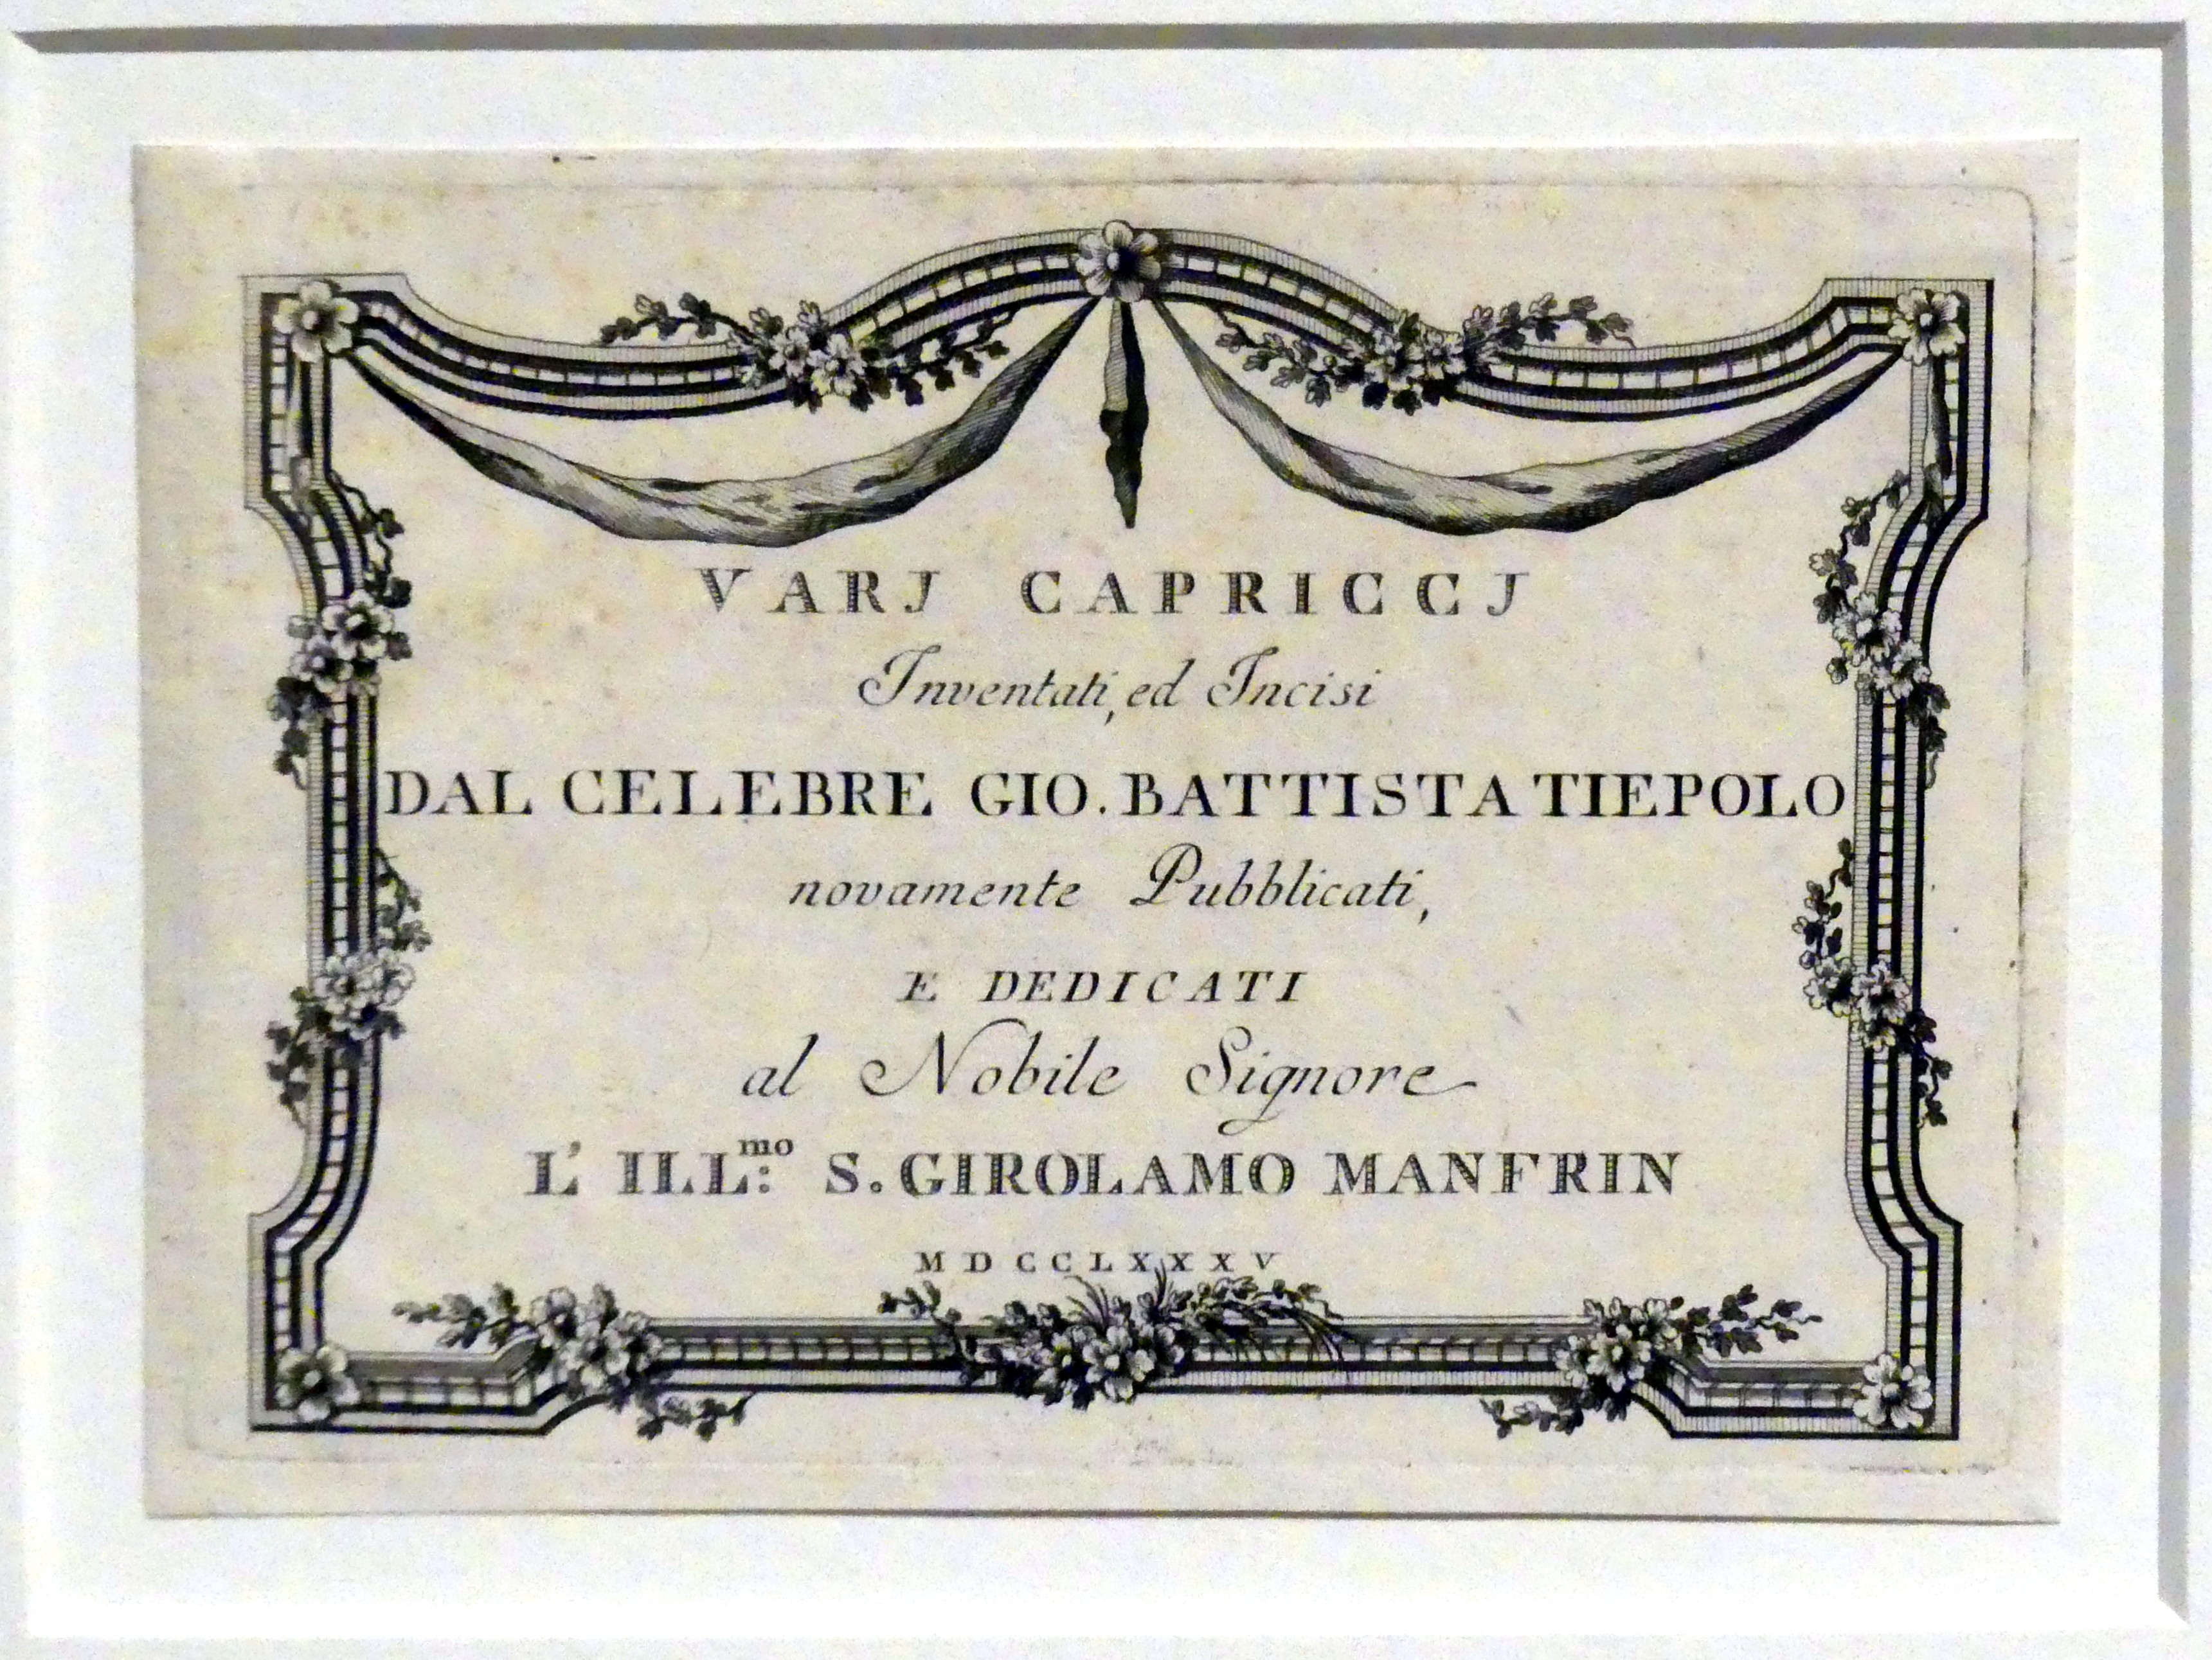 VARJ CAPRICCJ
Inventati, ed Incisi
DAL CELEBRE GIO. BATTISTA TIEPOLO
novamente Pubblicati,
E DEDICATI
al Nobile Signore
L' ILL:mo S. GIROLAMO MANFRIN
MDCCLXXXV